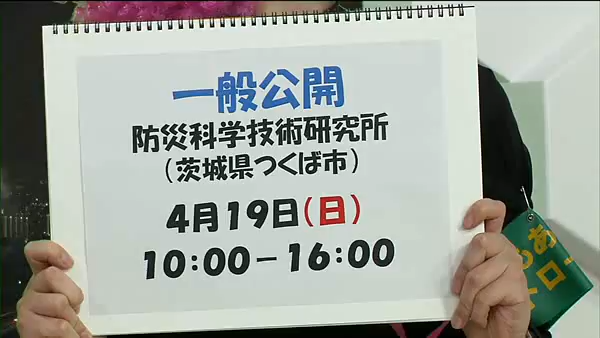 一般公開
防災科学技術研究所
（茨城県つくば市）
4月19日（日）
10:00－16:00